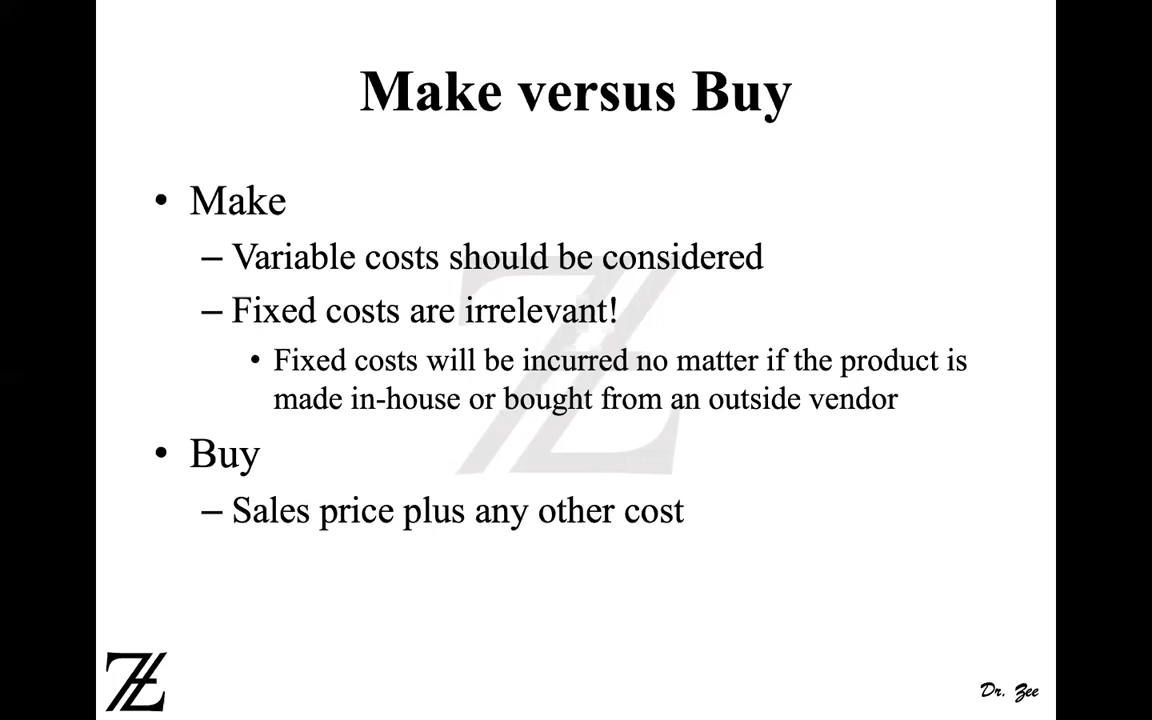 Make versus Buy
• Make
– Variable costs should be considered
– Fixed costs are irrelevant!
• Fixed costs will be incurred no matter if the product is
made in-house or bought from an outside vendor
• Buy
– Sales price plus any other cost
Dr. Zee